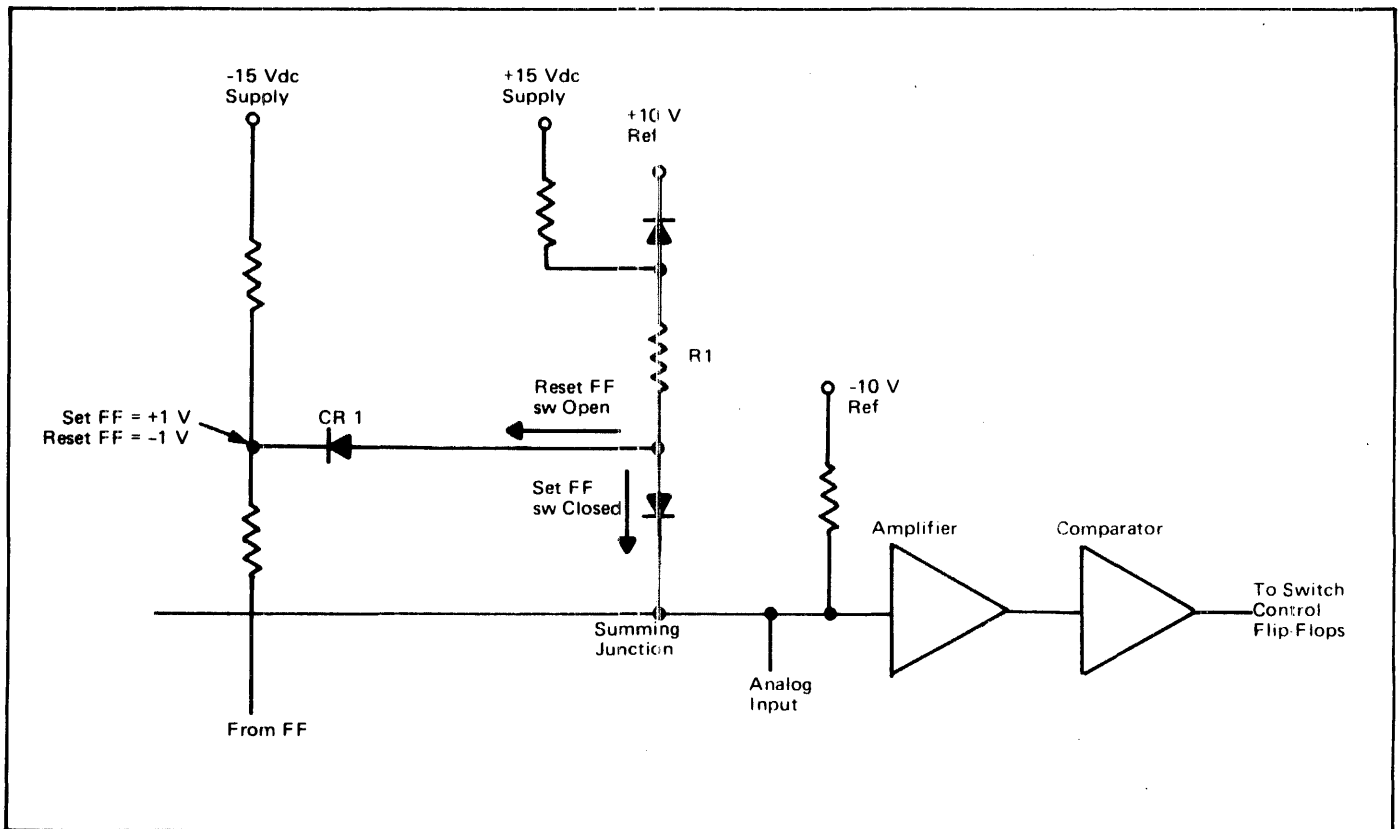 -15 Vdc
Supply
+15 Vdc
Supply
+10 V
Ref
R1
-10 V
Ref
Reset FF
sw Open
Set FF = +1 V
Reset FF = -1 V
CR 1
Set FF
sw Closed
Amplifier
Comparator
To Switch
Control
Flip-Flops
Summing
Junction
Analog
Input
From FF